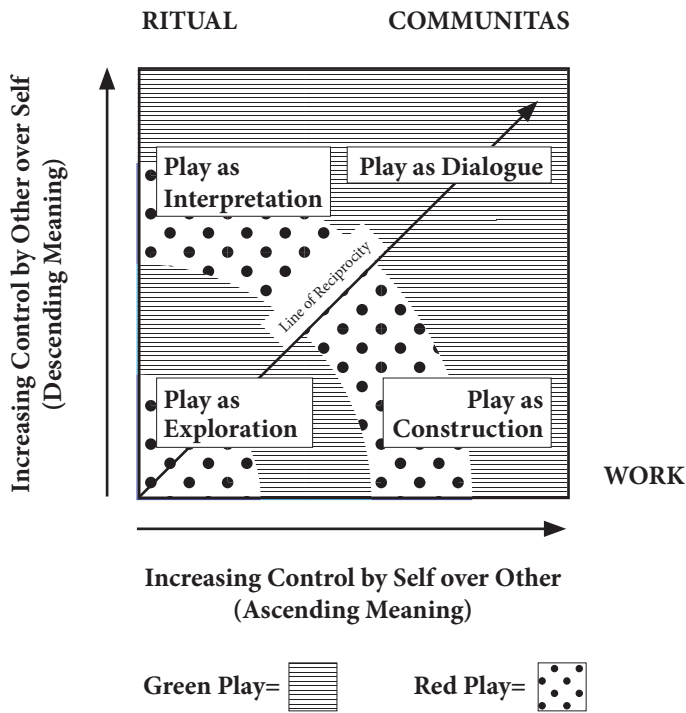 RITUAL
COMMUNITAS
Increasing Control by Other over Self
(Descending Meaning)
Play as
Interpretation
Play as Dialogue
Line of Reciprocity
Play as
Exploration
Play as
Construction
WORK
Increasing Control by Self over Other
(Ascending Meaning)
Green Play=
Red Play=